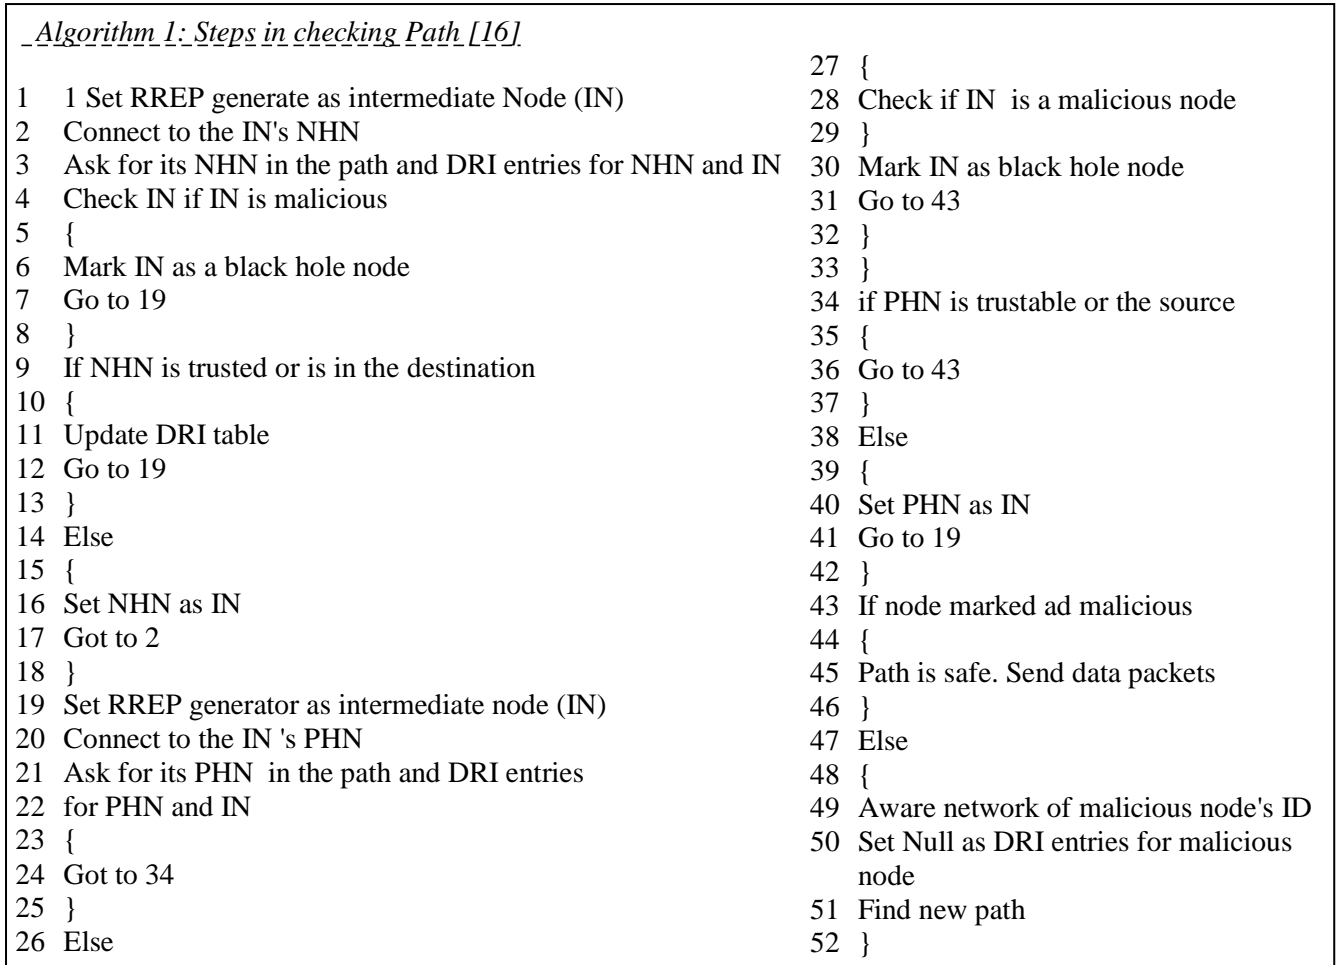 Algorithm 1: Steps in checking Path [16]
1 1 Set RREP generate as intermediate Node (IN)
2 Connect to the IN's NHN
3 Ask for its NHN in the path and DRI entries for NHN and IN
4 Check IN if IN is malicious
5 {
6 Mark IN as a black hole node
7 Go to 19
8 }
9 If NHN is trusted or is in the destination
10 {
11 Update DRI table
12 Go to 19
13 }
14 Else
15 {
16 Set NHN as IN
17 Got to 2
18 }
19 Set RREP generator as intermediate node (IN)
20 Connect to the IN 's PHN
21 Ask for its PHN in the path and DRI entries
22 for PHN and IN
23 {
24 Got to 34
25 }
26 Else
27 {
28 Check if IN is a malicious node
29 }
30 Mark IN as black hole node
31 Go to 43
32 }
33 }
34 if PHN is trustable or the source
35 {
36 Go to 43
37 }
38 Else
39 {
40 Set PHN as IN
41 Go to 19
42 }
43 If node marked ad malicious
44 {
45 Path is safe. Send data packets
46 }
47 Else
48 {
49 Aware network of malicious node's ID
50 Set Null as DRI entries for malicious
node
51 Find new path
52 }